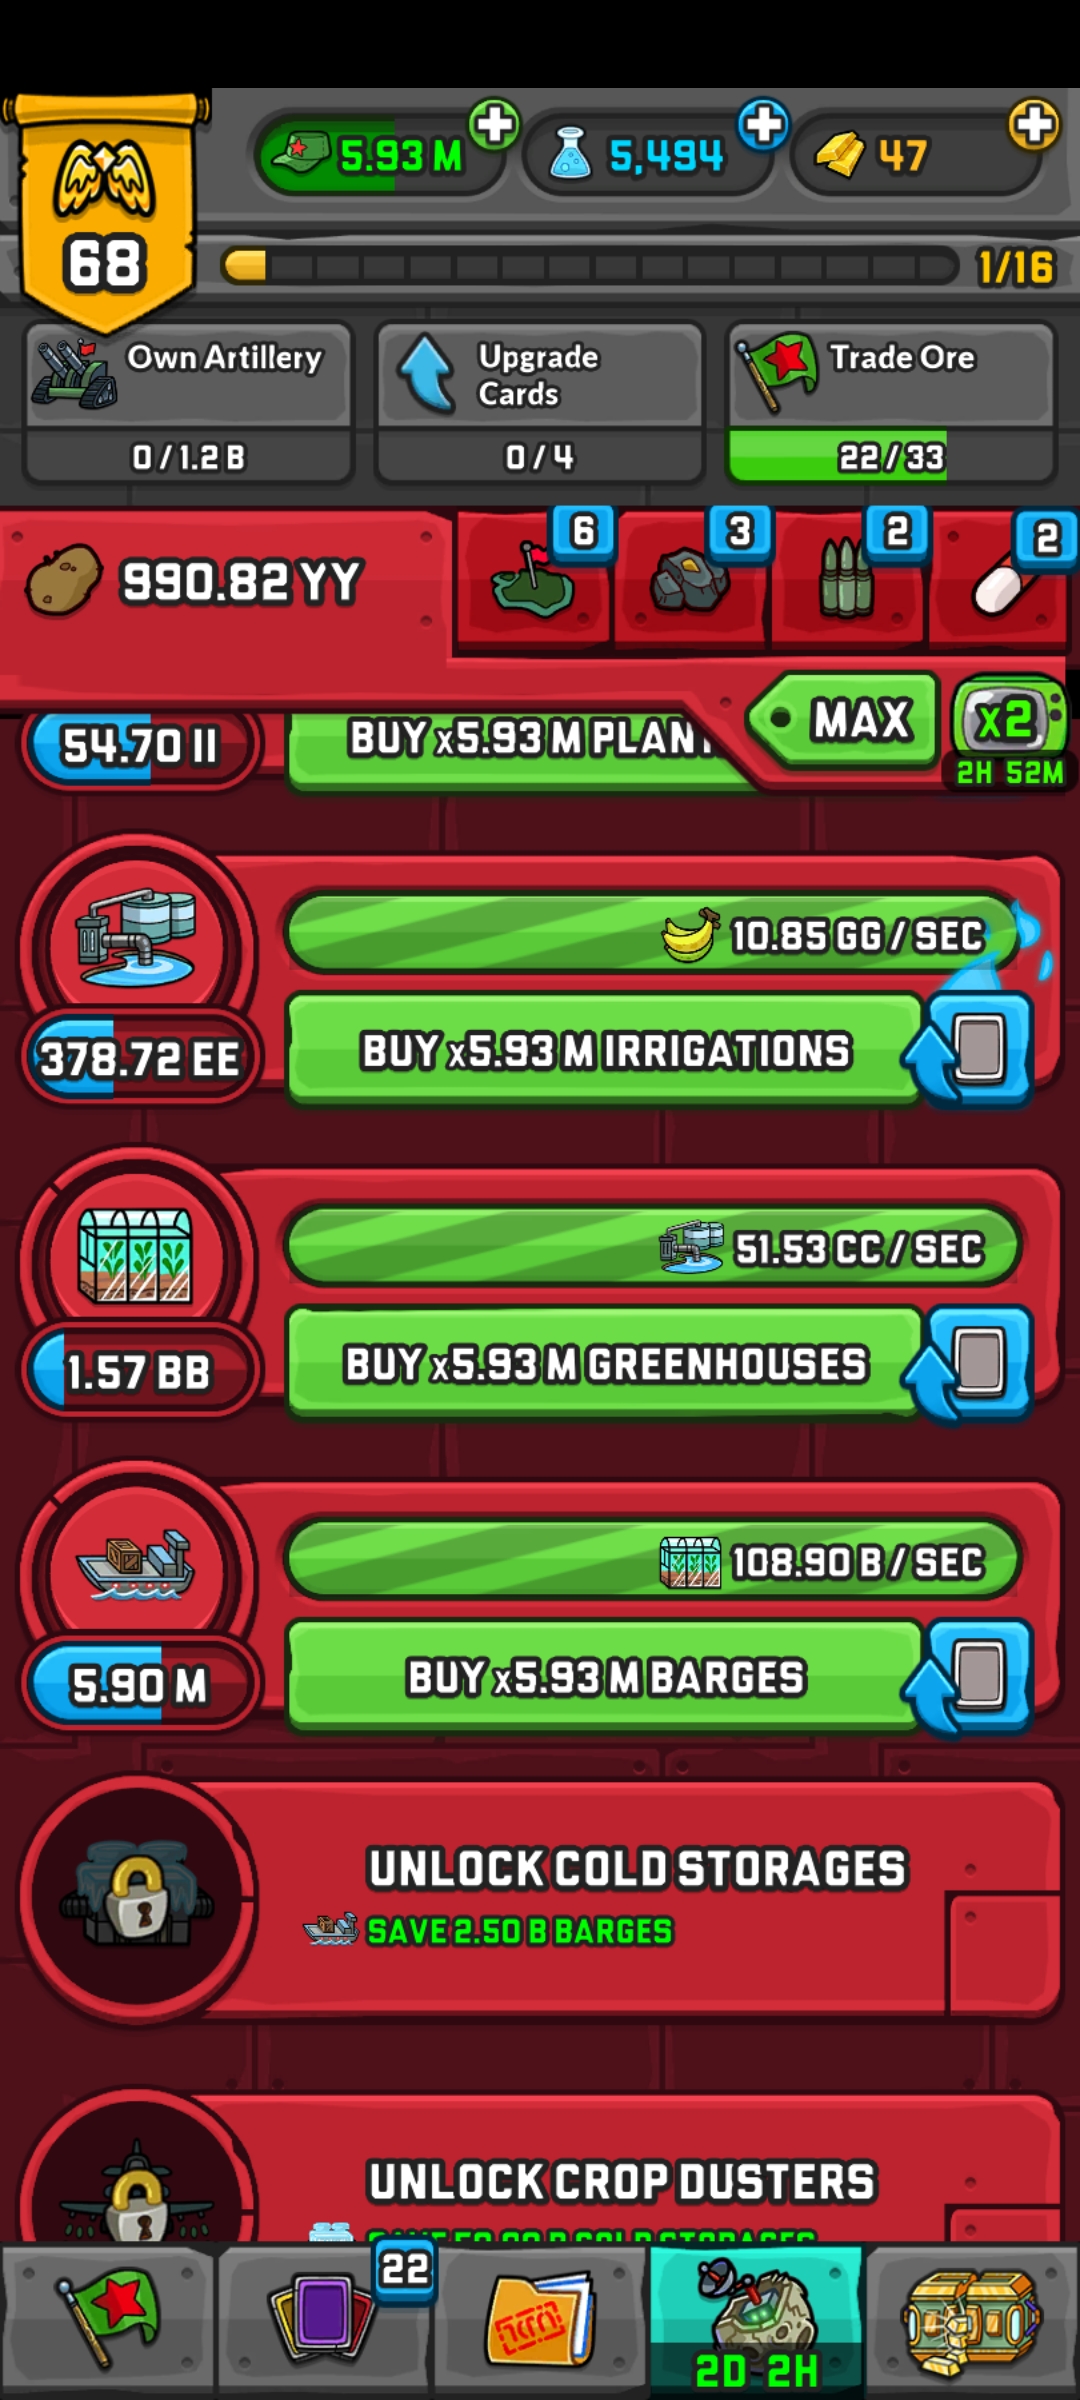 5.93 M
5,494
47
68
1/16
Own Artillery
0 / 1.2 B
Upgrade
Cards
0 / 4
Trade Ore
22 / 33
990.82 YY
6
3
2
2
MAX
x2
2H 52M
54.70 II
BUY x5.93 M PLANT
10.85 GG / SEC
378.72 EE
BUY x5.93 M IRRIGATIONS
51.53 CC / SEC
1.57 BB
BUY x5.93 M GREENHOUSES
108.90 B / SEC
5.90 M
BUY x5.93 M BARGES
UNLOCK COLD STORAGES
SAVE 2.50 B BARGES
UNLOCK CROP DUSTERS
22
2D 2H